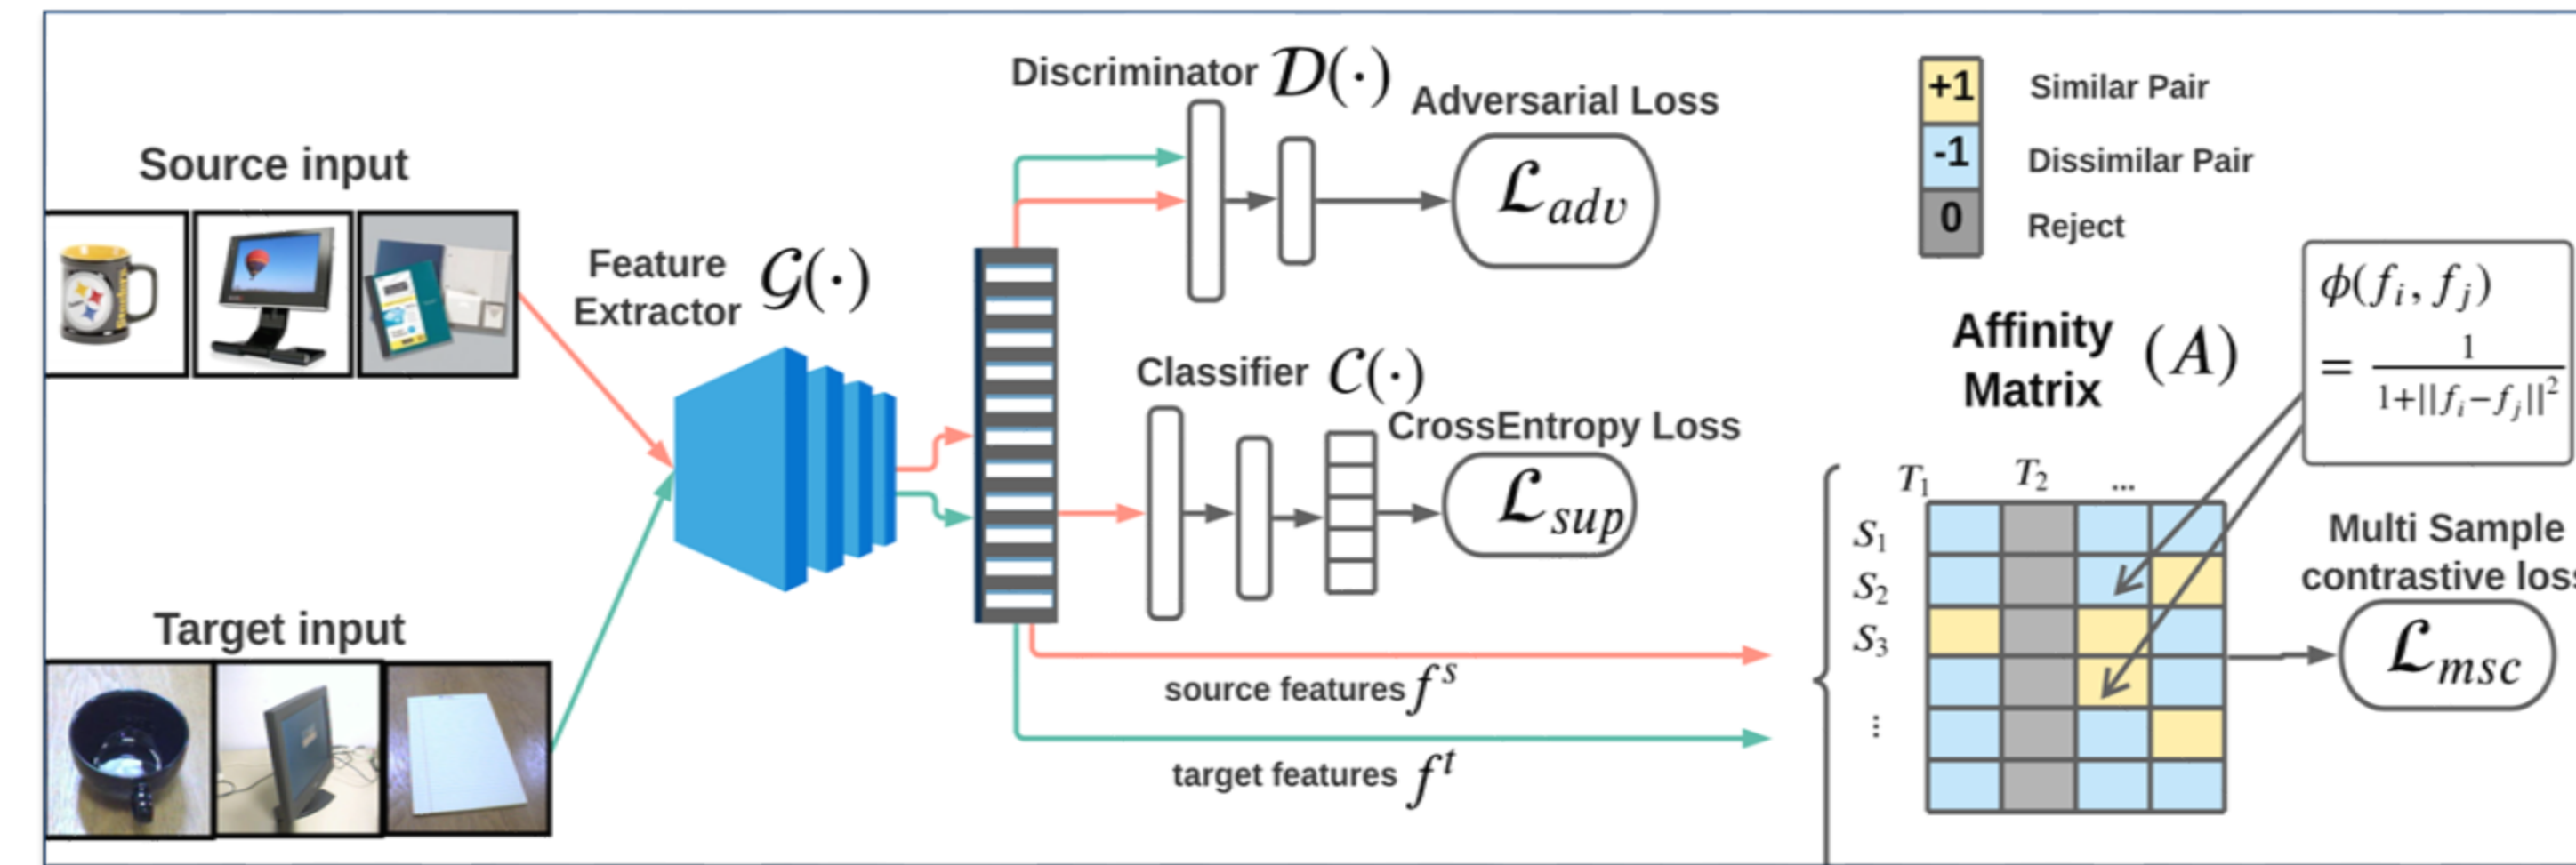 Source input
Target input
Feature
Extractor 𝒢(·)
Discriminator 𝒟(·)
Adversarial Loss
ℒadv
Classifier 𝒞(·)
CrossEntropy Loss
ℒsup
source features fˢ
target features fᵗ
+1 Similar Pair
-1 Dissimilar Pair
0 Reject
Affinity
Matrix (A)
ϕ(fᵢ, fⱼ)
= 1 / 1+||fᵢ−fⱼ||²
T₁ T₂ ...
S₁
S₂
S₃
⋮
Multi Sample
contrastive los
ℒmsc